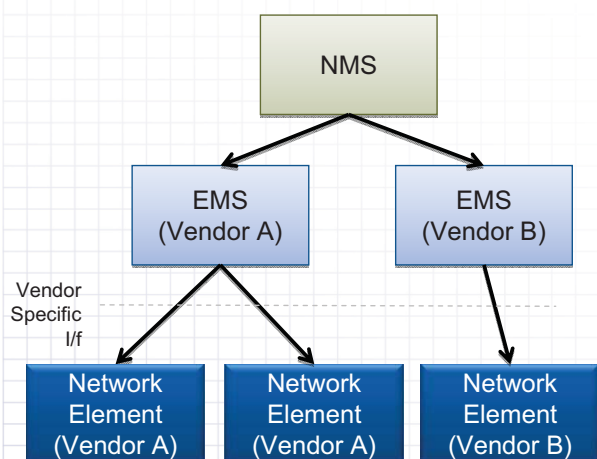 NMS
EMS
(Vendor A)
EMS
(Vendor B)
Vendor
Specific
I/f
Network
Element
(Vendor A)
Network
Element
(Vendor A)
Network
Element
(Vendor B)